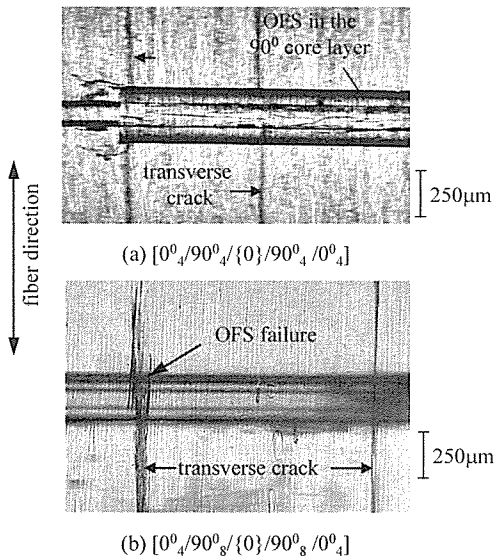 OFS in the
90⁰ core layer
transverse
crack
250μm
(a) [0⁰₄/90⁰₄/{0}/90⁰₄ /0⁰₄]
fiber direction
OFS failure
transverse crack
250μm
(b) [0⁰₄/90⁰₈/{0}/90⁰₈ /0⁰₄]